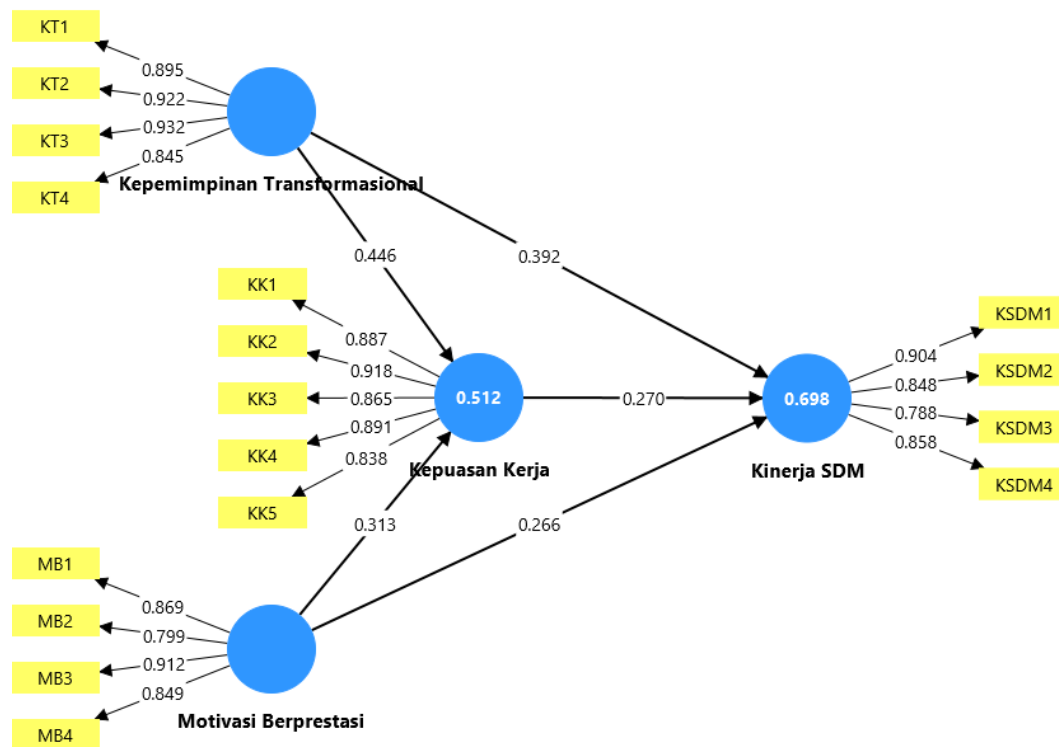 KT1
0.895
KT2
0.922
KT3
0.932
KT4
0.845
Kepemimpinan Transformasional
0.446
0.392
KK1
0.887
KK2
0.918
KK3
0.865
KK4
0.891
KK5
0.838
0.512
Kepuasan Kerja
0.270
0.698
Kinerja SDM
KSDM1
0.904
KSDM2
0.848
KSDM3
0.788
KSDM4
0.858
0.313
0.266
MB1
0.869
MB2
0.799
MB3
0.912
MB4
0.849
Motivasi Berprestasi